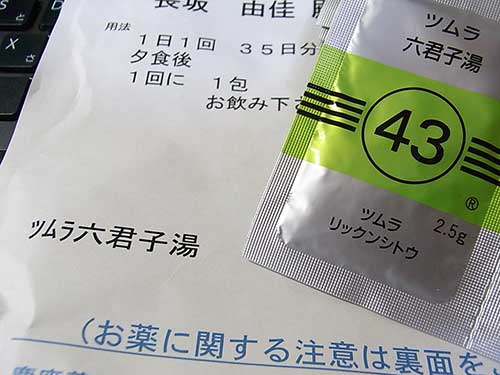 長坂 由佳
用法
1日1回 35日分
夕食後
1回に 1包
お飲み下さ
ツムラ六君子湯
(お薬に関する注意は裏面を
ツムラ
六君子湯
43
®
ツムラ 2.5g
リックンシトウ
さ